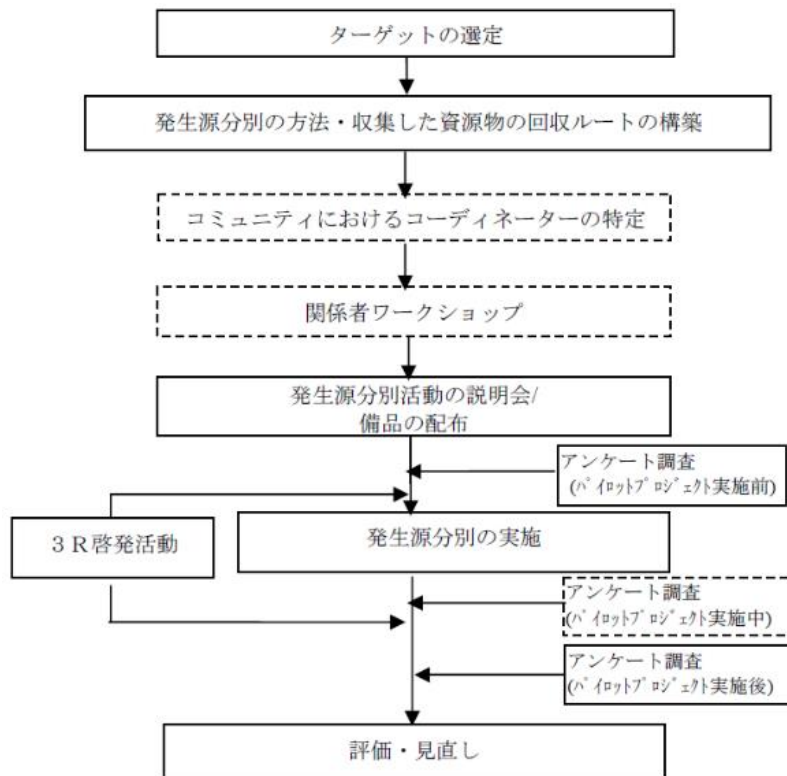 ターゲットの選定
発生源分別の方法・収集した資源物の回収ルートの構築
コミュニティにおけるコーディネーターの特定
関係者ワークショップ
発生源分別活動の説明会/
備品の配布
アンケート調査
(ﾊﾟｲﾛｯﾄﾌﾟﾛｼﾞｪｸﾄ実施前)
３Ｒ啓発活動
発生源分別の実施
アンケート調査
(ﾊﾟｲﾛｯﾄﾌﾟﾛｼﾞｪｸﾄ実施中)
アンケート調査
(ﾊﾟｲﾛｯﾄﾌﾟﾛｼﾞｪｸﾄ実施後)
評価・見直し